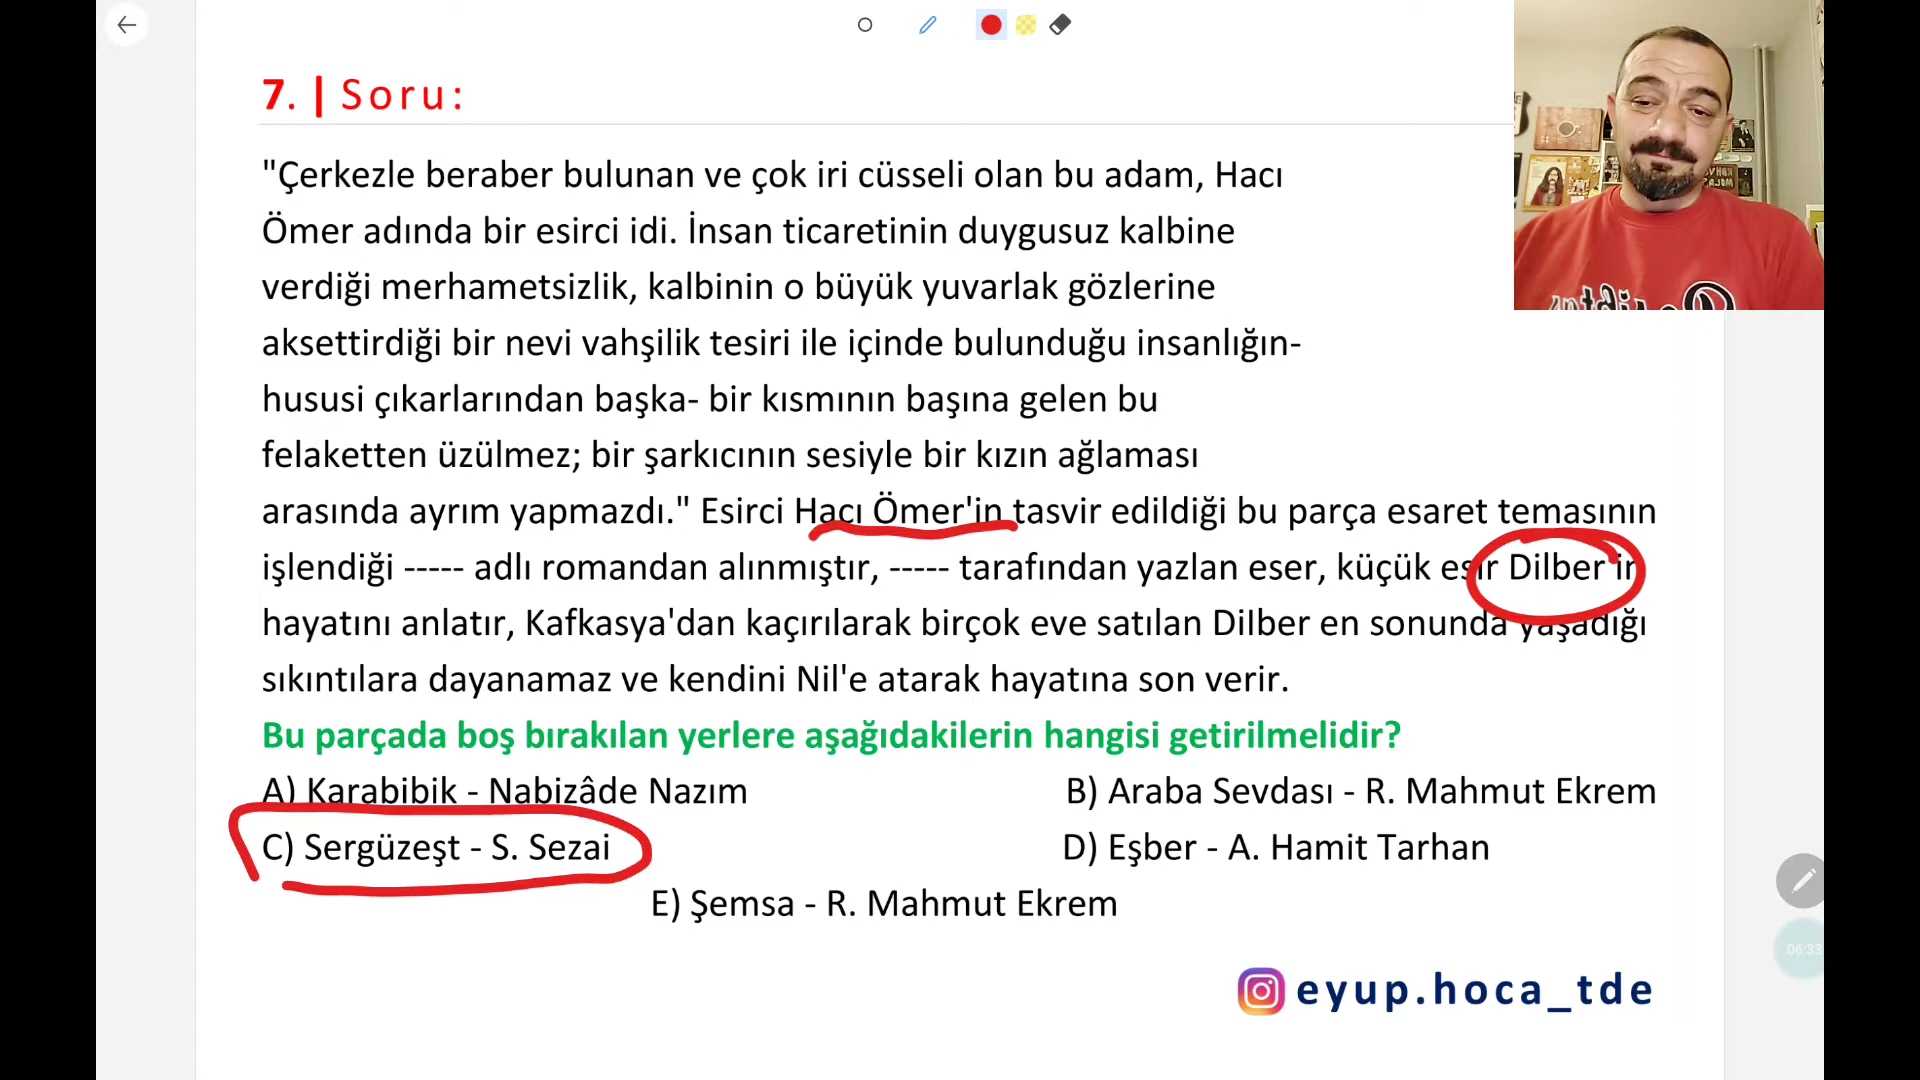 7. | Soru:
"Çerkezle beraber bulunan ve çok iri cüsseli olan bu adam, Hacı
Ömer adında bir esirci idi. İnsan ticaretinin duygusuz kalbine
verdiği merhametsizlik, kalbinin o büyük yuvarlak gözlerine
aksettirdiği bir nevi vahşilik tesiri ile içinde bulunduğu insanlığın-
hususi çıkarlarından başka- bir kısmının başına gelen bu
felaketten üzülmez; bir şarkıcının sesiyle bir kızın ağlaması
arasında ayrım yapmazdı." Esirci Hacı Ömer'in tasvir edildiği bu parça esaret temasının
işlendiği ----- adlı romandan alınmıştır, ----- tarafından yazlan eser, küçük esir Dilber'in
hayatını anlatır, Kafkasya'dan kaçırılarak birçok eve satılan DiIber en sonunda yaşadığı
sıkıntılara dayanamaz ve kendini Nil'e atarak hayatına son verir.
Bu parçada boş bırakılan yerlere aşağıdakilerin hangisi getirilmelidir?
A) Karabibik - Nabizâde Nazım B) Araba Sevdası - R. Mahmut Ekrem
C) Sergüzeşt - S. Sezai D) Eşber - A. Hamit Tarhan
E) Şemsa - R. Mahmut Ekrem
06:33
eyup.hoca_tde